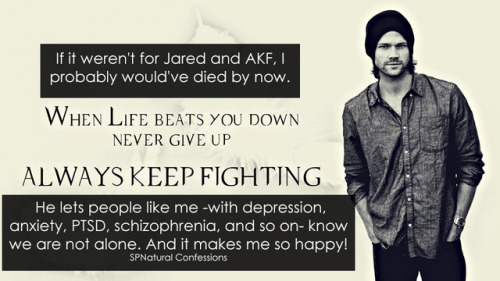 If it weren't for Jared and AKF, I
probably would've died by now.
WHEN LIFE BEATS YOU DOWN
NEVER GIVE UP
ALWAYS KEEP FIGHTING
He lets people like me -with depression,
anxiety, PTSD, schizophrenia, and so on- know
we are not alone. And it makes me so happy!
SPNatural Confessions